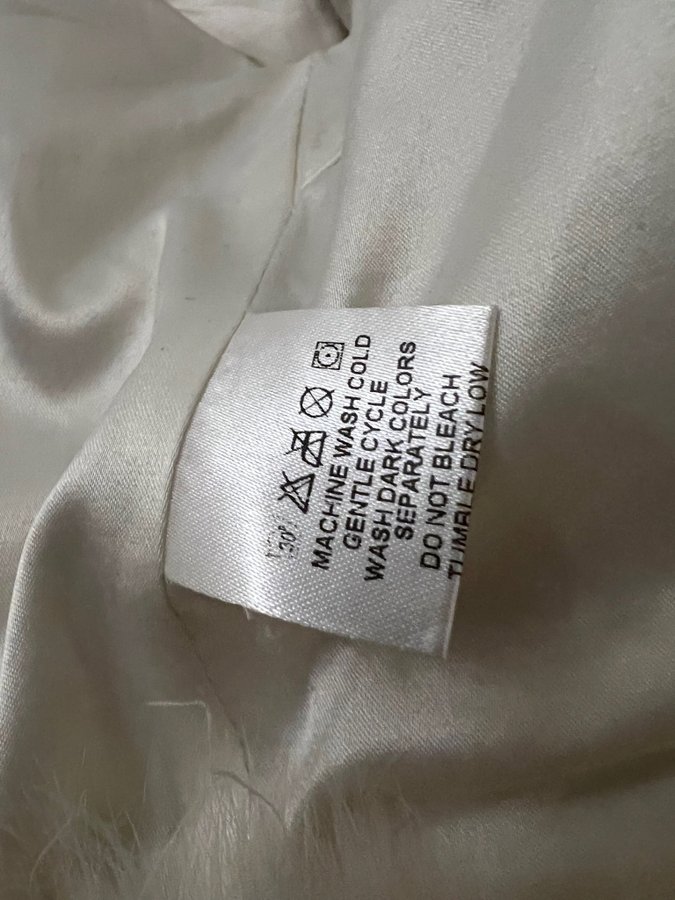 30°
MACHINE WASH COLD
GENTLE CYCLE
WASH DARK COLORS
SEPARATELY
DO NOT BLEACH
TUMBLE DRY LOW